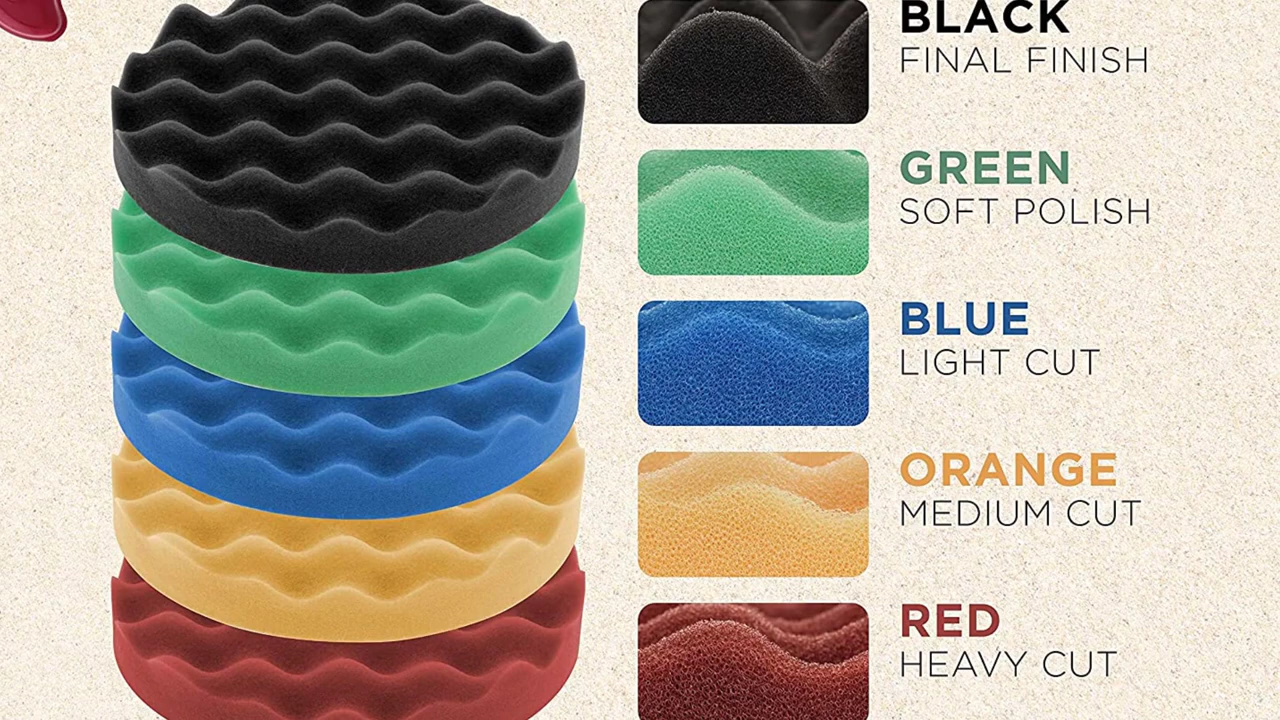 BLACK
FINAL FINISH
GREEN
SOFT POLISH
BLUE
LIGHT CUT
ORANGE
MEDIUM CUT
RED
HEAVY CUT